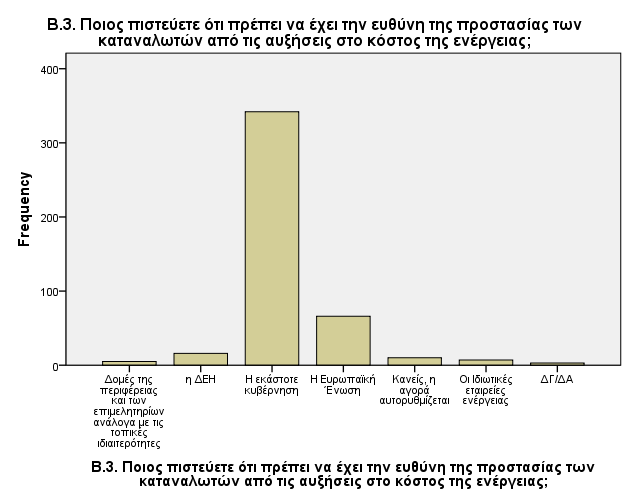 Β.3. Ποιος πιστεύετε ότι πρέπει να έχει την ευθύνη της προστασίας των
καταναλωτών από τις αυξήσεις στο κόστος της ενέργειας;
400
300
200
100
0
Frequency
Δομές της
περιφέρειας
και των
επιμελητηρίων
ανάλογα με τις
τοπικές
ιδιαιτερότητες
η ΔΕΗ
Η εκάστοτε
κυβέρνηση
Η Ευρωπαϊκή
Ένωση
Κανείς, η
αγορά
αυτορυθμίζεται
Οι Ιδιωτικές
εταιρείες
ενέργειας
ΔΓ/ΔΑ
Β.3. Ποιος πιστεύετε ότι πρέπει να έχει την ευθύνη της προστασίας των
καταναλωτών από τις αυξήσεις στο κόστος της ενέργειας;